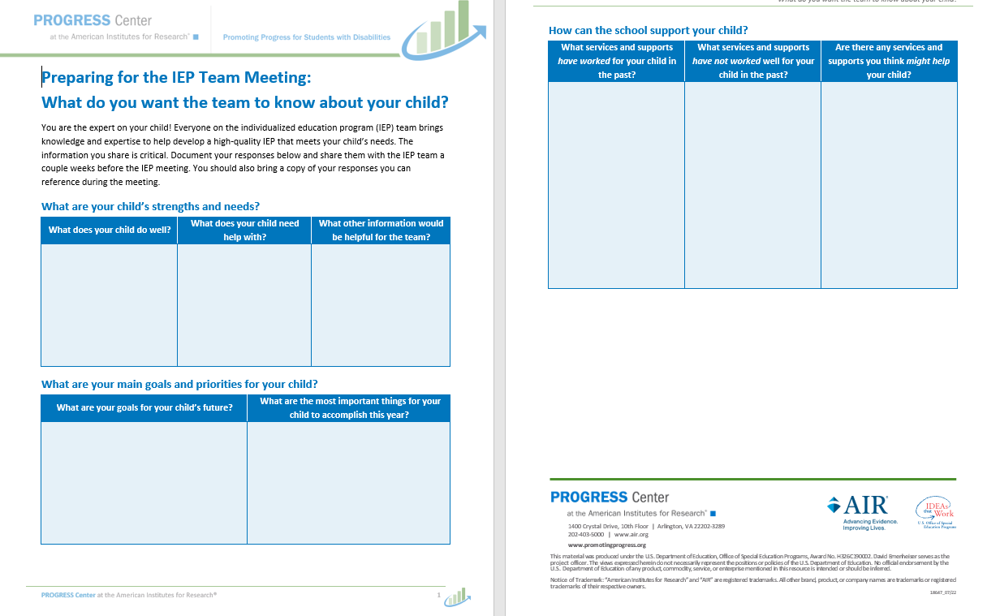 PROGRESS Center
at the American Institutes for Research®
Promoting Progress for Students with Disabilities
Preparing for the IEP Team Meeting:
What do you want the team to know about your child?
You are the expert on your child! Everyone on the individualized education program (IEP) team brings
knowledge and expertise to help develop a high-quality IEP that meets your child's needs. The
information you share is critical. Document your responses below and share them with the IEP team a
couple weeks before the IEP meeting. You should also bring a copy of your responses you can
reference during the meeting.
What are your child's strengths and needs?
What does your child do well?
What does your child need
help with?
What other information would
be helpful for the team?
What are your main goals and priorities for your child?
What are your goals for your child's future?
What are the most important things for your
child to accomplish this year?
PROGRESS Center at the American Institutes for Research®
1
What do you want the team to know about your child?
How can the school support your child?
What services and supports
have worked for your child in
the past?
What services and supports
have not worked well for your
child in the past?
Are there any services and
supports you think might help
your child?
PROGRESS Center
at the American Institutes for Research®
1400 Crystal Drive, 10th Floor | Arlington, VA 22202-3289
202-403-5000 | www.air.org
www.promotingprogress.org
AIR®
Advancing Evidence.
Improving Lives.
IDEAs
that Work
U.S. Office of Special
Education Programs
This material was produced under the U.S. Department of Education, Office of Special Education Programs, Award No. H326C190002. David Emenheiser serves as the
project officer. The views expressed herein do not necessarily represent the positions or policies of the U.S. Department of Education. No official endorsement by the
U.S. Department of Education of any product, commodity, service, or enterprise mentioned in this resource is intended or should be inferred.
Notice of Trademark: "American Institutes for Research" and "AIR" are registered trademarks. All other brand, product, or company names are trademarks or registered
trademarks of their respective owners.
18647_07/22